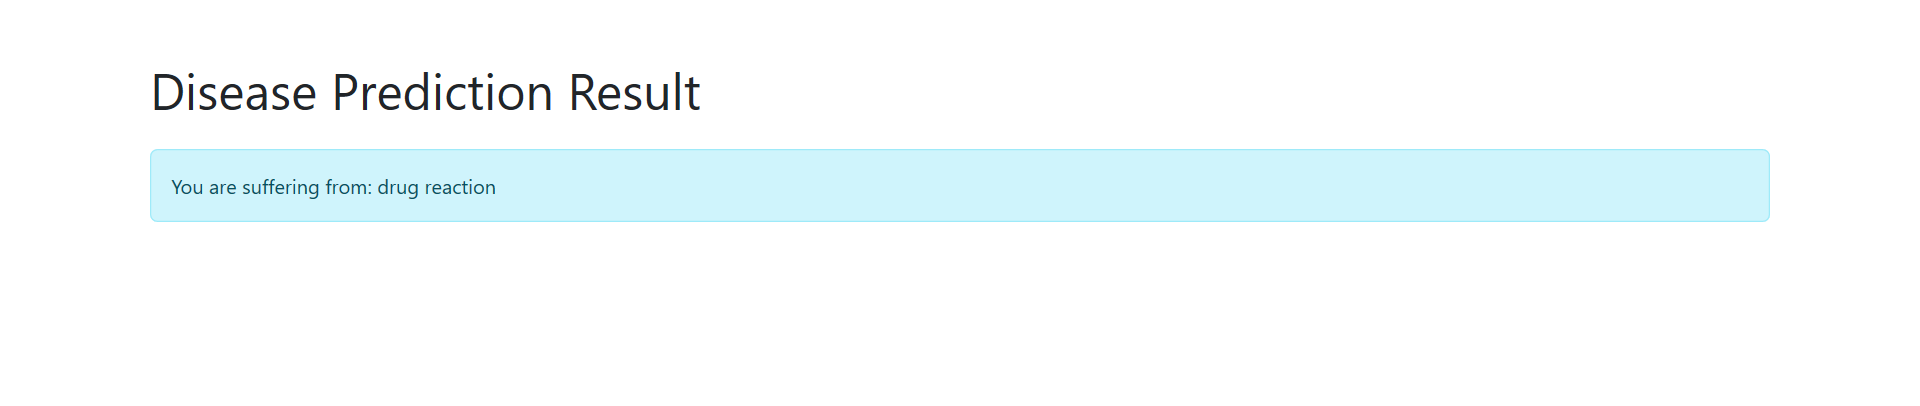 Disease Prediction Result
You are suffering from: drug reaction